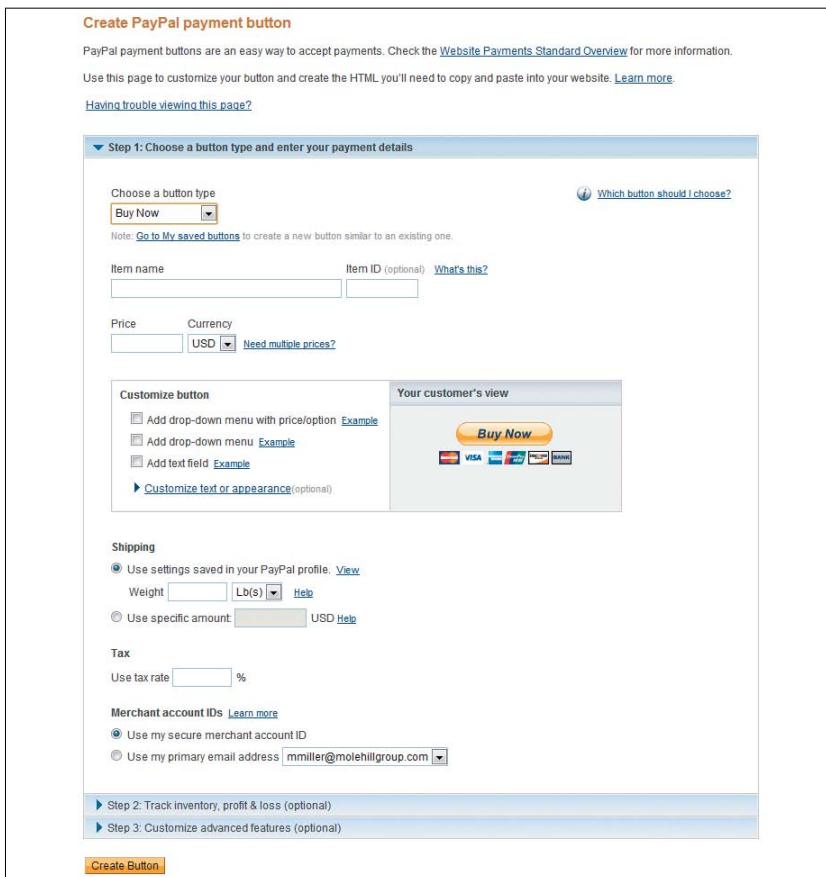 Create PayPal payment button
PayPal payment buttons are an easy way to accept payments. Check the Website Payments Standard Overview for more information.
Use this page to customize your button and create the HTML you'll need to copy and paste into your website. Learn more.
Having trouble viewing this page?
Step 1: Choose a button type and enter your payment details
Choose a button type
Which button should I choose?
Buy Now
Note: Go to My saved buttons to create a new button similar to an existing one.
Item name Item ID (optional) What's this?
Price Currency
USD Need multiple prices?
Customize button Your customer's view
Add drop-down menu with price/option Example
Add drop-down menu Example
Add text field Example
Customize text or appearance(optional)
Buy Now
VISA BANK
Shipping
Use settings saved in your PayPal profile. View
Weight Lb(s) Help
Use specific amount: USD Help
Tax
Use tax rate %
Merchant account IDs Learn more
Use my secure merchant account ID
Use my primary email address mmiller@molehillgroup.com
Step 2: Track inventory, profit & loss (optional)
Step 3: Customize advanced features (optional)
Create Button